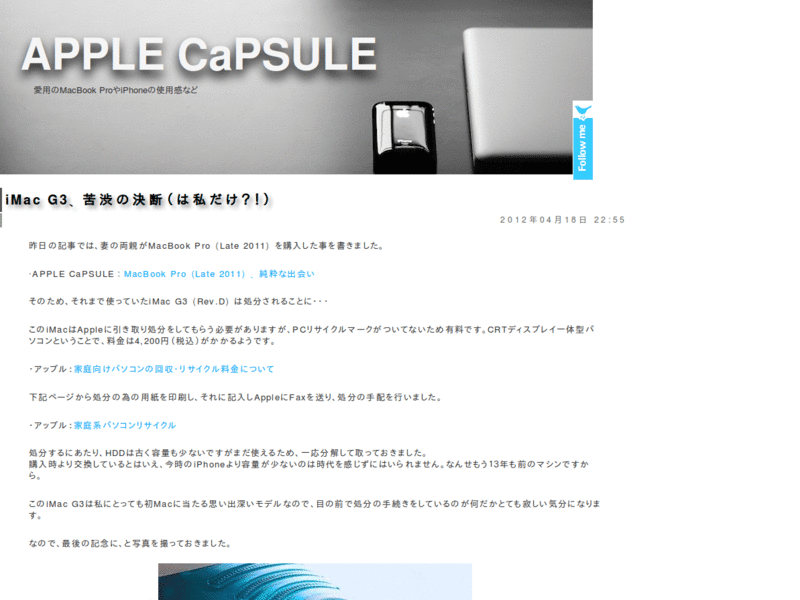 APPLE CaPSULE
愛用のMacBook ProやiPhoneの使用感など
Follow me
iMac G3、苦渋の決断(は私だけ?!)
2012年04月18日 22:55
昨日の記事では、妻の両親がMacBook Pro (Late 2011) を購入した事を書きました。
・APPLE CaPSULE : MacBook Pro (Late 2011) 、純粋な出会い
そのため、それまで使っていたiMac G3 (Rev.D) は処分されることに・・・
このiMacはAppleに引き取り処分をしてもらう必要がありますが、PCリサイクルマークがついてないため有料です。CRTディスプレイ一体型パ
ソコンということで、料金は4,200円(税込)がかかるようです。
・アップル:家庭向けパソコンの回収・リサイクル料金について
下記ページから処分の為の用紙を印刷し、それに記入しAppleにFaxを送り、処分の手配を行いました。
・アップル:家庭系パソコンリサイクル
処分するにあたり、HDDは古く容量も少ないですがまだ使えるため、一応分解して取っておきました。
購入時より交換しているとはいえ、今時のiPhoneより容量が少ないのは時代を感じずにはいられません。なんせもう13年も前のマシンですか
ら。
このiMac G3は私にとっても初Macに当たる思い出深いモデルなので、目の前で処分の手続きをしているのが何だかとても寂しい気分になりま
す。
なので、最後の記念に、と写真を撮っておきました。